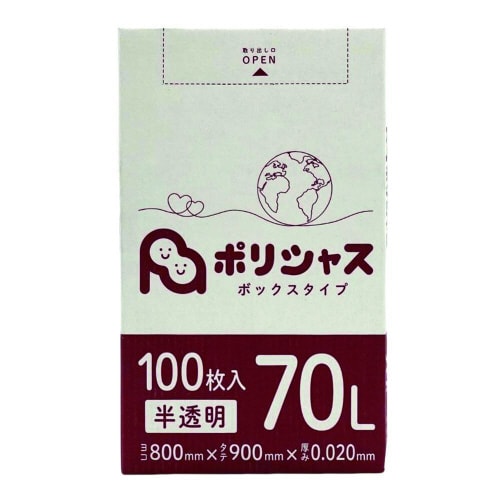 取り出し口
OPEN
ポリシャス
ボックスタイプ
100枚入
半透明
70L
ヨコ800mm×タテ900mm×厚み0.020mm